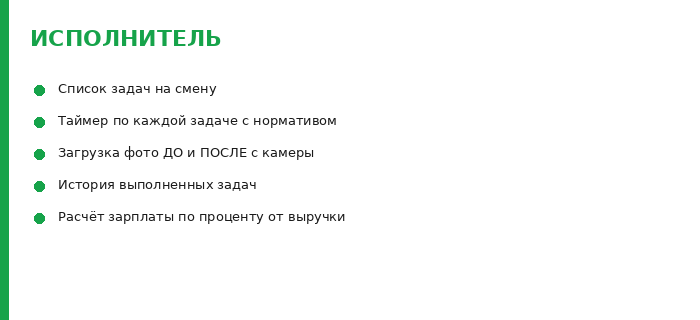 ИСПОЛНИТЕЛЬ
Список задач на смену
Таймер по каждой задаче с нормативом
Загрузка фото ДО и ПОСЛЕ с камеры
История выполненных задач
Расчёт зарплаты по проценту от выручки